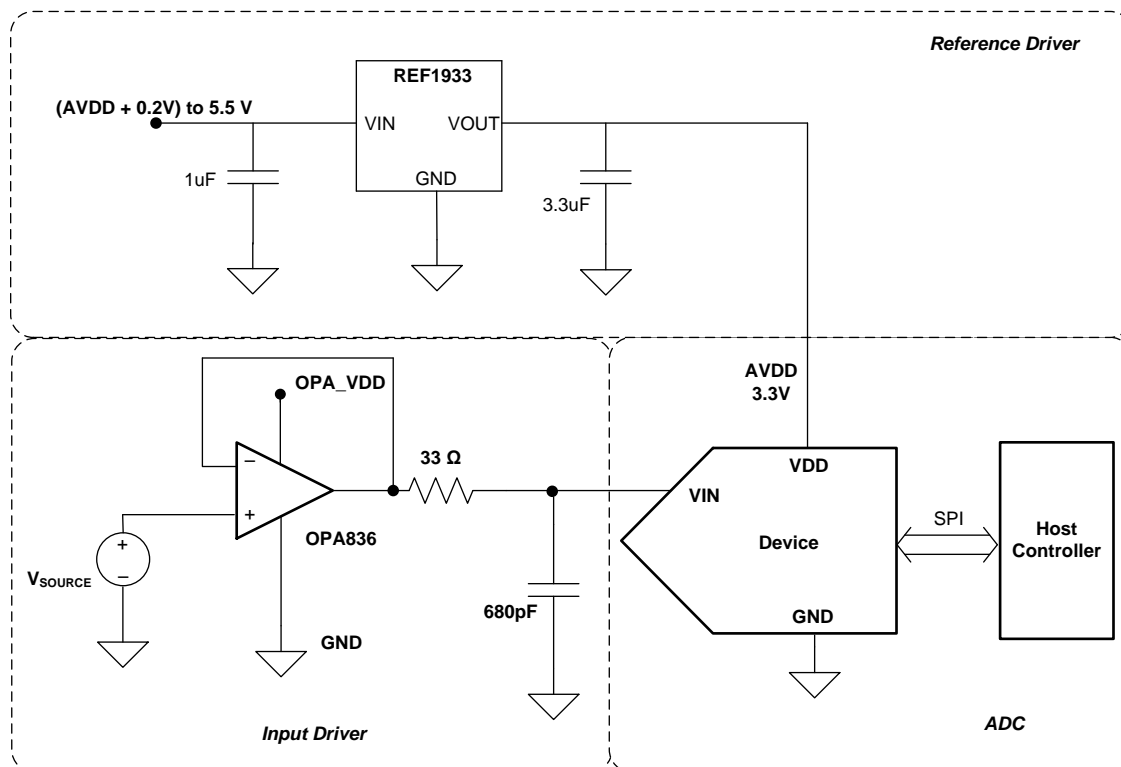 Reference Driver
REF1933
(AVDD + 0.2V) to 5.5 V
VIN
VOUT
GND
1uF
3.3uF
OPA_VDD
33 Ω
−
+
OPA836
+
−
VSOURCE
GND
680pF
Input Driver
AVDD
3.3V
VDD
VIN
Device
GND
SPI
Host
Controller
ADC